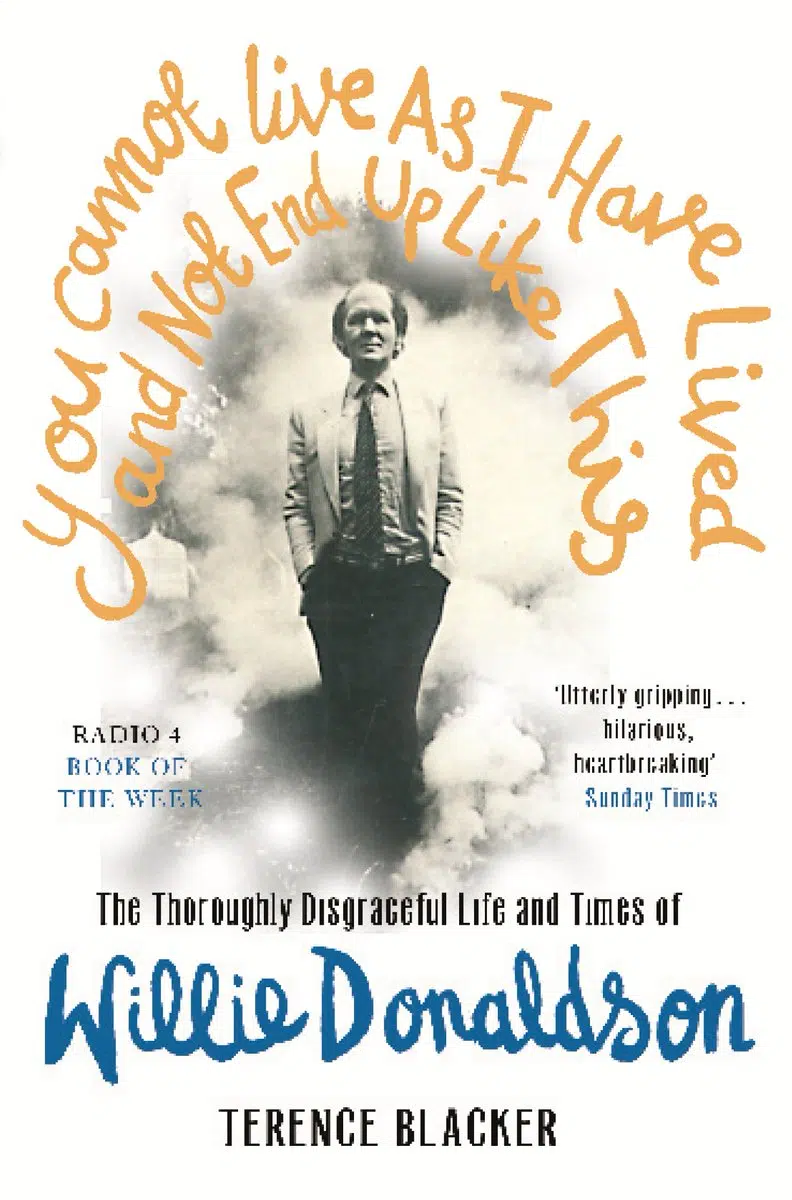 You cannot live As I Have Lived
and Not End Up Like This
RADIO 4
BOOK OF
THE WEEK
'Utterly gripping...
hilarious,
heartbreaking'
Sunday Times
The Thoroughly Disgraceful Life and Times of
Willie Donaldson
TERENCE BLACKER